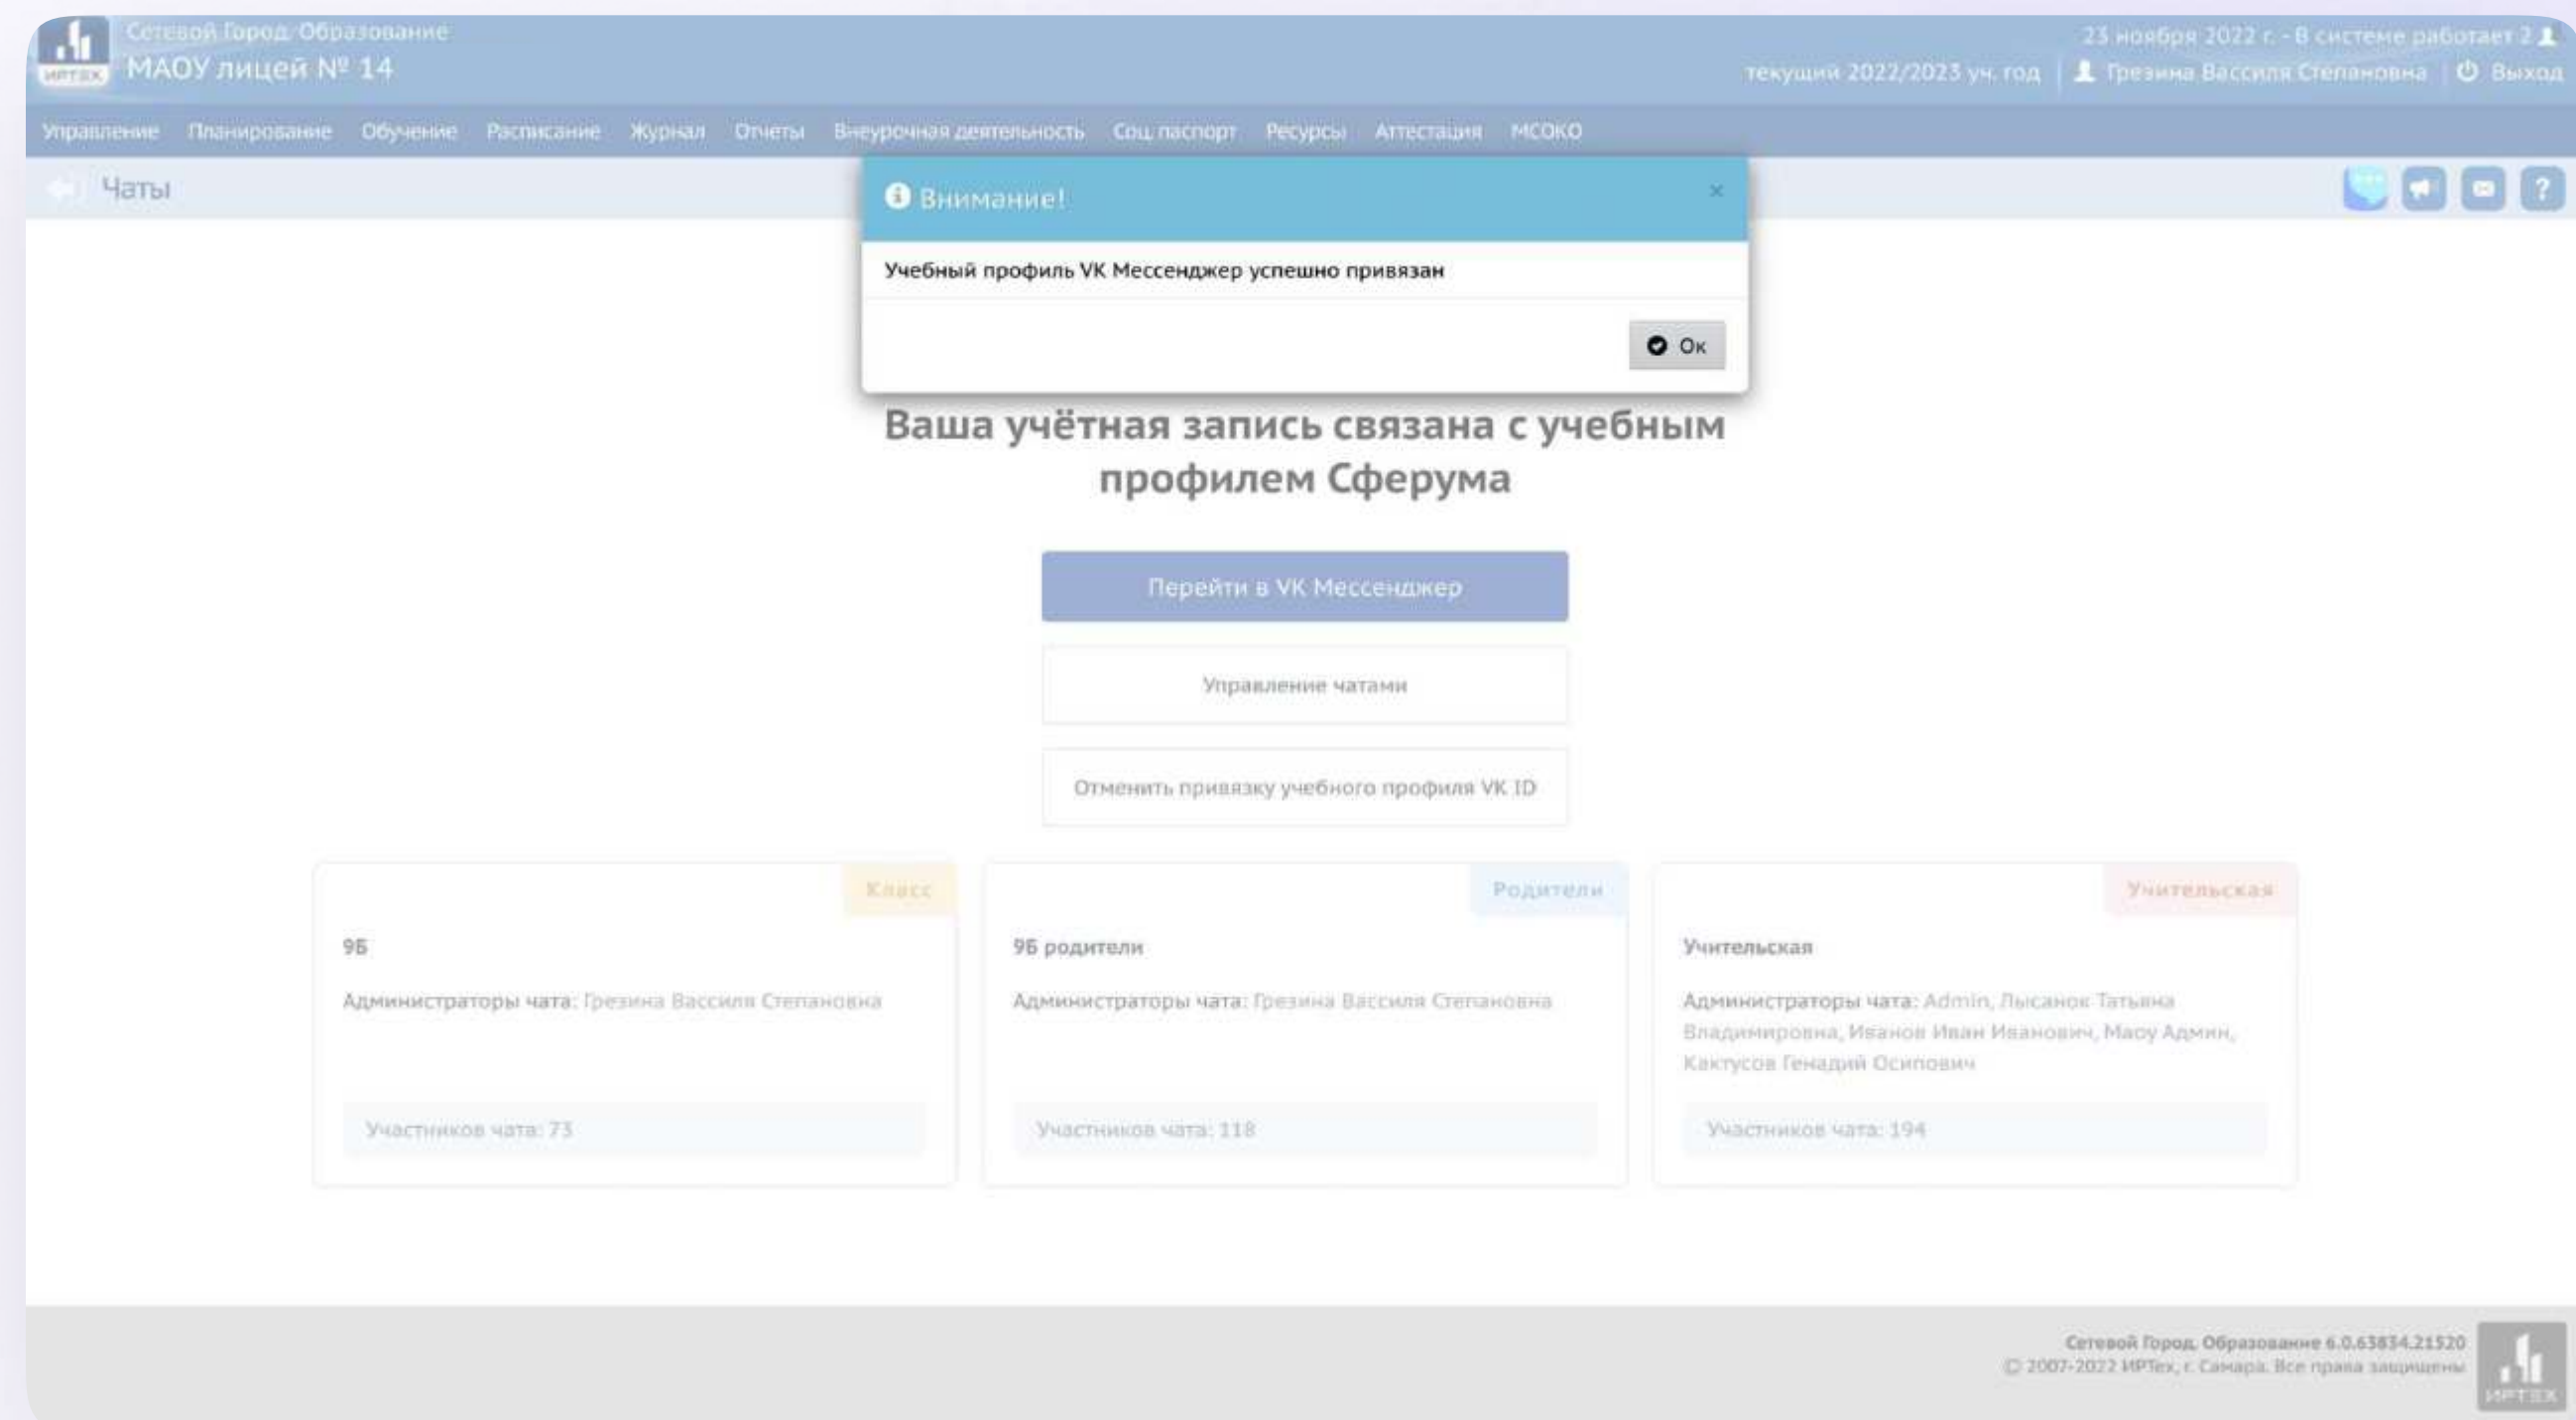 Сетевой Город. Образование
МАОУ лицей № 14
ИРТЕХ
23 ноября 2022 г. - В системе работает 2
текущий 2022/2023 уч. год
Грезина Вассиля Степановна
Выход
Управление Планирование Обучение Расписание Журнал Отчеты Внеурочная деятельность Соц. паспорт Ресурсы Аттестация МСОКО
Чаты
Внимание!
×
?
Учебный профиль VK Мессенджер успешно привязан
Ок
Ваша учётная запись связана с учебным
профилем Сферума
Перейти в VK Мессенджер
Управление чатами
Отменить привязку учебного профиля VK ID
Класс
9Б
Администраторы чата: Грезина Вассиля Степановна
Участников чата: 73
Родители
9Б родители
Администраторы чата: Грезина Вассиля Степановна
Участников чата: 118
Учительская
Учительская
Администраторы чата: Admin, Лысанок Татьяна
Владимировна, Иванов Иван Иванович, Маоу Админ,
Кактусов Генадий Осипович
Участников чата: 194
Сетевой Город. Образование 6.0.63834.21520
© 2007-2022 ИРТех, г. Самара. Все права защищены
ИРТЕХ